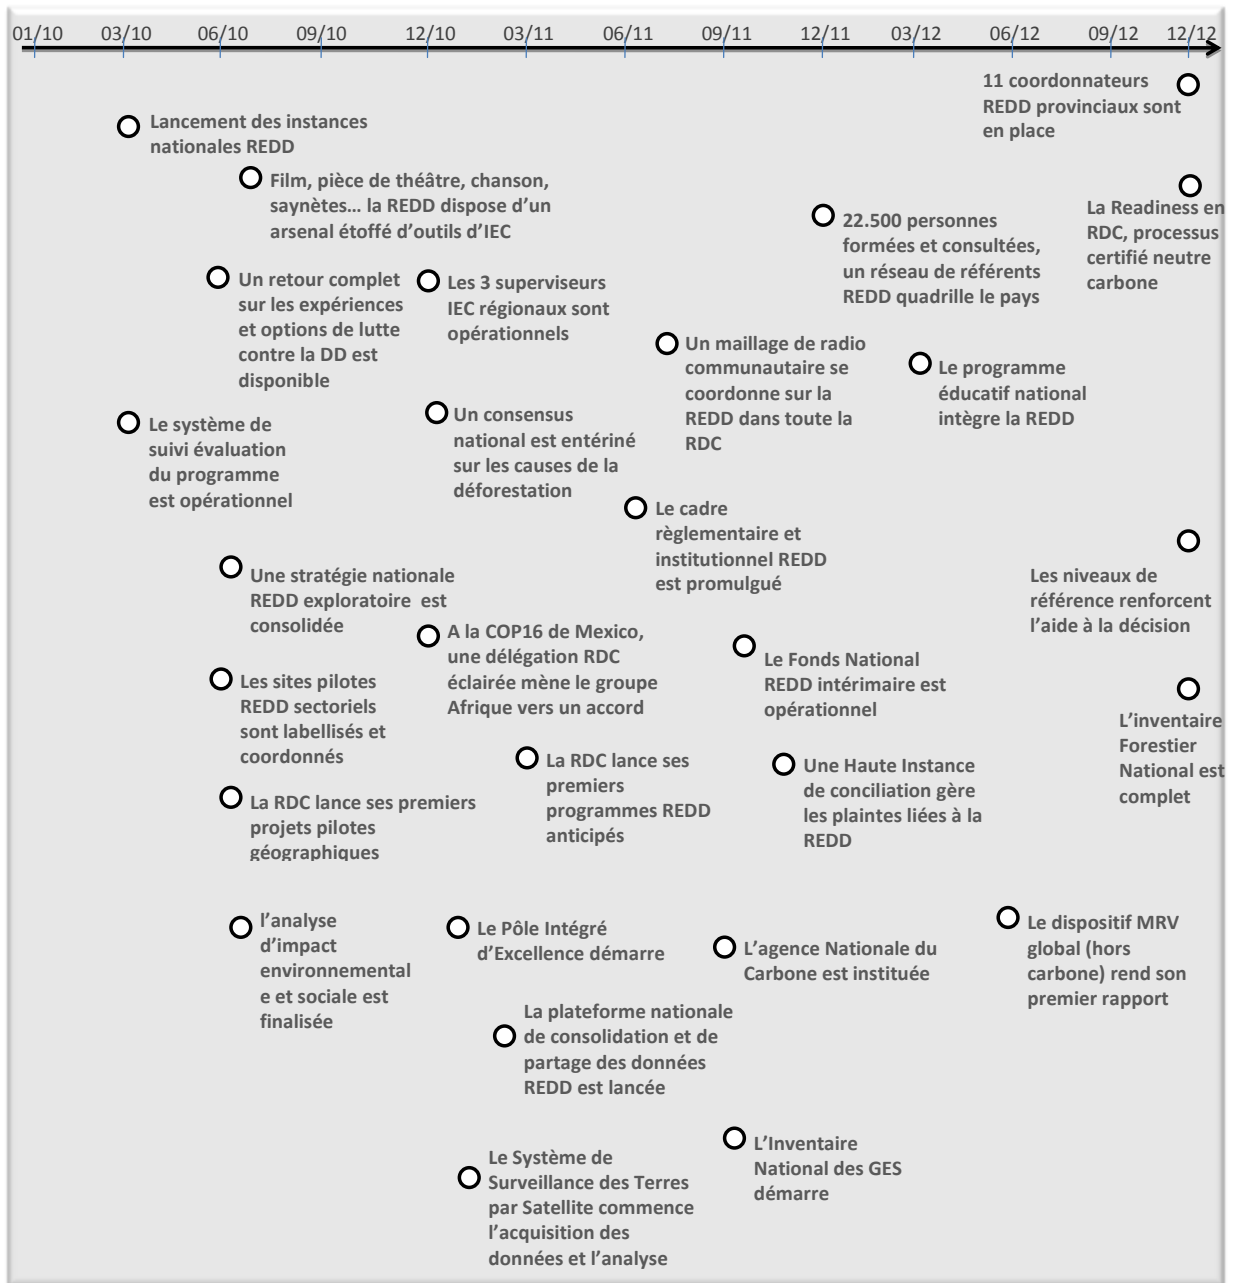 01/10 03/10 06/10 09/10 12/10 03/11 06/11 09/11 12/11 03/12 06/12 09/12 12/12
11 coordonnateurs
REDD provinciaux sont
en place
Lancement des instances
nationales REDD
Film, pièce de théâtre, chanson,
saynètes… la REDD dispose d’un
arsenal étoffé d’outils d’IEC
22.500 personnes
formées et consultées,
un réseau de référents
REDD quadrille le pays
La Readiness en
RDC, processus
certifié neutre
carbone
Un retour complet
sur les expériences
et options de lutte
contre la DD est
disponible
Les 3 superviseurs
IEC régionaux sont
opérationnels
Un maillage de radio
communautaire se
coordonne sur la
REDD dans toute la
RDC
Le programme
éducatif national
intègre la REDD
Le système de
suivi évaluation
du programme
est opérationnel
Un consensus
national est entériné
sur les causes de la
déforestation
Le cadre
règlementaire et
institutionnel REDD
est promulgué
Une stratégie nationale
REDD exploratoire est
consolidée
Les niveaux de
référence renforcent
l’aide à la décision
A la COP16 de Mexico,
une délégation RDC
éclairée mène le groupe
Afrique vers un accord
Le Fonds National
REDD intérimaire est
opérationnel
Les sites pilotes
REDD sectoriels
sont labellisés et
coordonnés
L’inventaire
Forestier
National est
complet
La RDC lance ses
premiers
programmes REDD
anticipés
Une Haute Instance
de conciliation gère
les plaintes liées à la
REDD
La RDC lance ses premiers
projets pilotes
géographiques
l’analyse
d’impact
environnemental
e et sociale est
finalisée
Le Pôle Intégré
d’Excellence démarre
L’agence Nationale du
Carbone est instituée
Le dispositif MRV
global (hors
carbone) rend son
premier rapport
La plateforme nationale
de consolidation et de
partage des données
REDD est lancée
L’Inventaire
National des GES
démarre
Le Système de
Surveillance des Terres
par Satellite commence
l’acquisition des
données et l’analyse